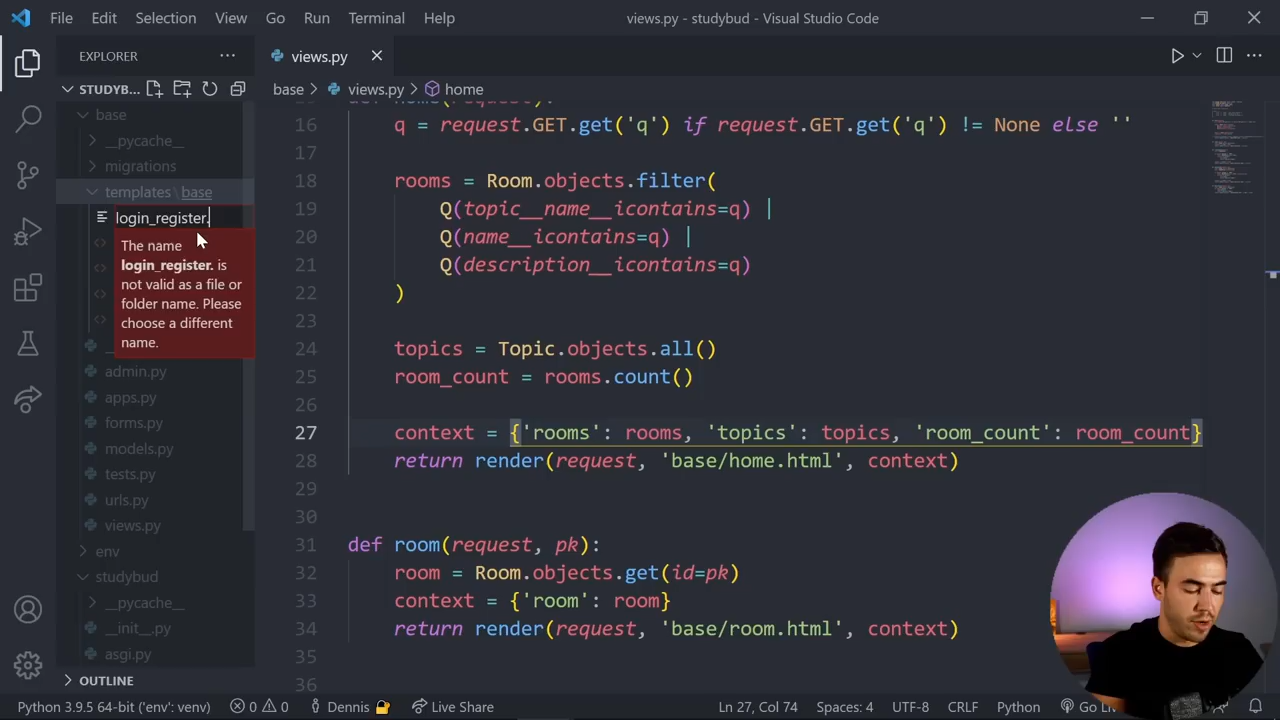 File Edit Selection View Go Run Terminal Help
views.py - studybud - Visual Studio Code
EXPLORER
STUDYB...
base
__pycache__
migrations
templates \ base
login_register.
The name
login_register. is
not valid as a file or
folder name. Please
choose a different
name.
admin.py
apps.py
forms.py
models.py
tests.py
urls.py
views.py
env
studybud
__pycache__
__init__.py
asgi.py
OUTLINE
views.py
base > views.py > home
16 q = request.GET.get('q') if request.GET.get('q') != None else ''
17
18 rooms = Room.objects.filter(
19 Q(topic__name__icontains=q) |
20 Q(name__icontains=q) |
21 Q(description__icontains=q)
22 )
23
24 topics = Topic.objects.all()
25 room_count = rooms.count()
26
27 context = {'rooms': rooms, 'topics': topics, 'room_count': room_count}
28 return render(request, 'base/home.html', context)
29
30
31 def room(request, pk):
32 room = Room.objects.get(id=pk)
33 context = {'room': room}
34 return render(request, 'base/room.html', context)
35
36
Python 3.9.5 64-bit ('env': venv) 0 0 Dennis Live Share Ln 27, Col 74 Spaces: 4 UTF-8 CRLF Python Go Li